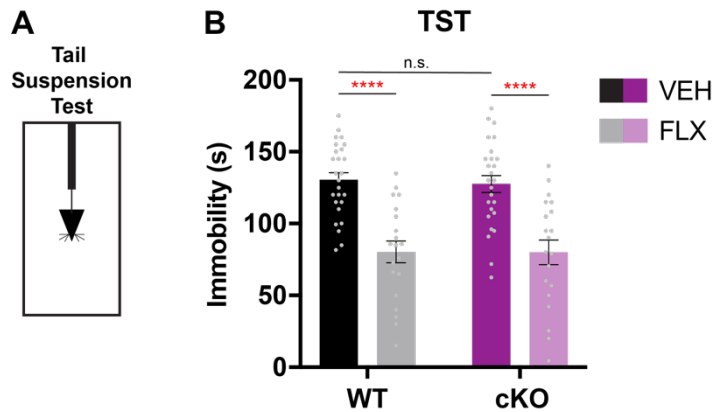 A
Tail
Suspension
Test
B
TST
n.s.
****
****
VEH
FLX
Immobility (s)
200
150
100
50
0
WT
cKO